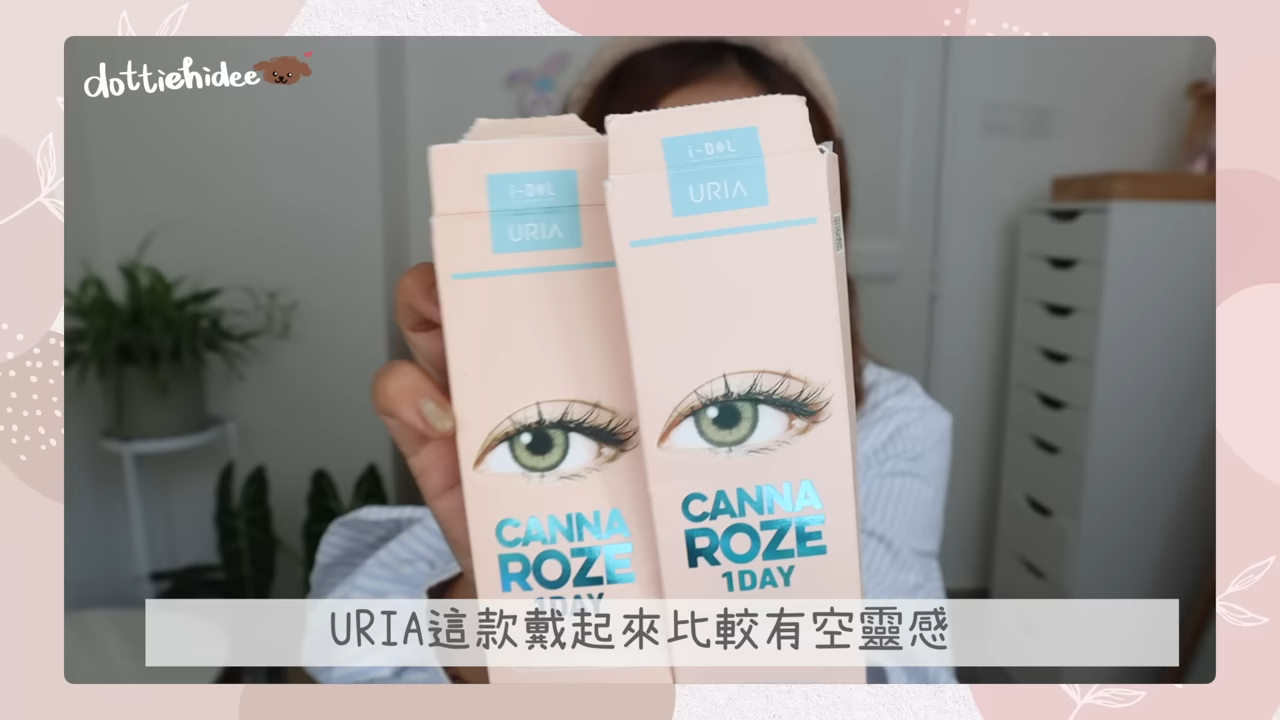 dottiehidee
i-DOL
URIA
CANNA
ROZE
1DAY
i-DOL
URIA
CANNA
ROZE
1DAY
URIA這款戴起來比較有空靈感